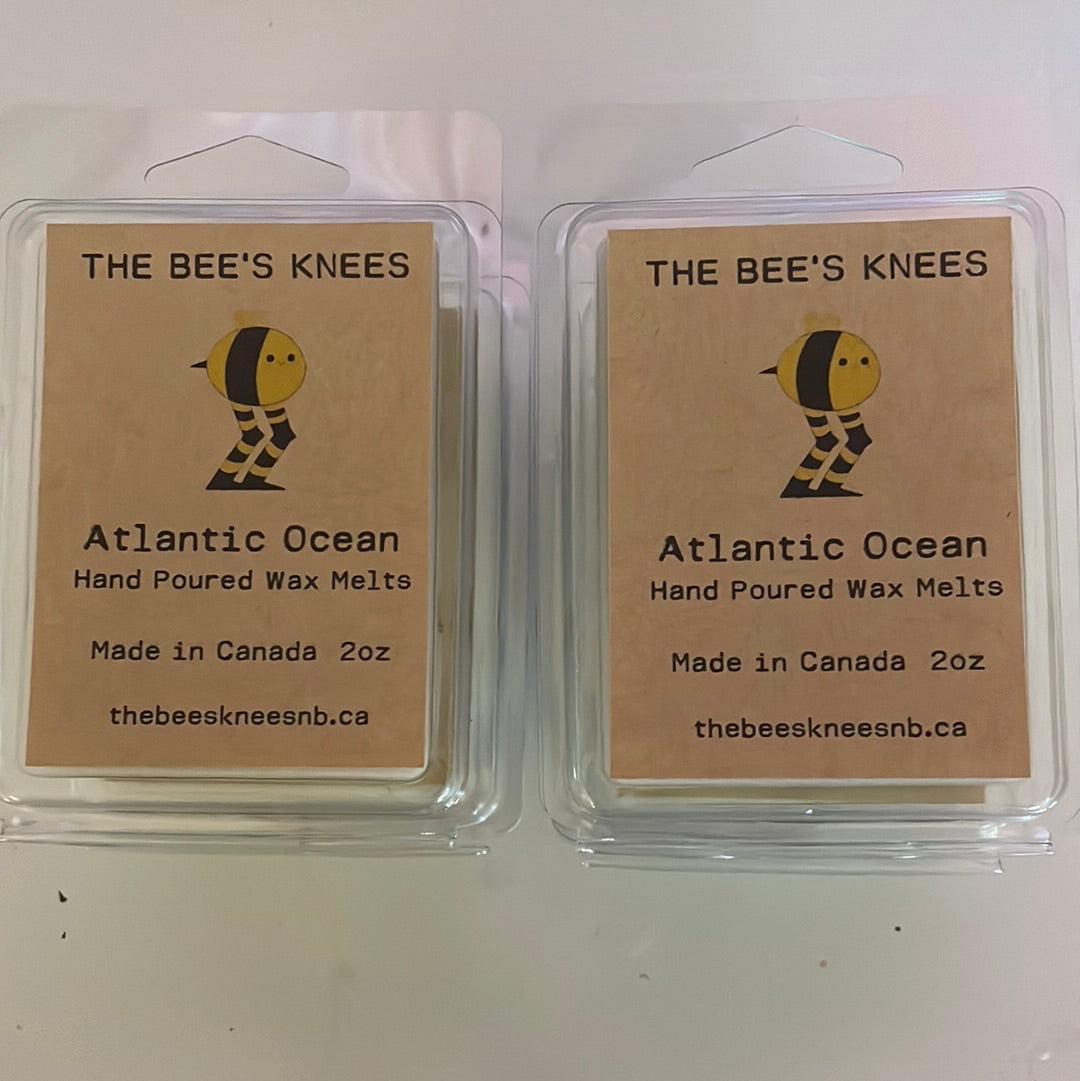 THE BEE'S KNEES
Atlantic Ocean
Hand Poured Wax Melts
Made in Canada 2oz
thebeeskneesnb.ca
THE BEE'S KNEES
Atlantic Ocean
Hand Poured Wax Melts
Made in Canada 2oz
thebeeskneesnb.ca